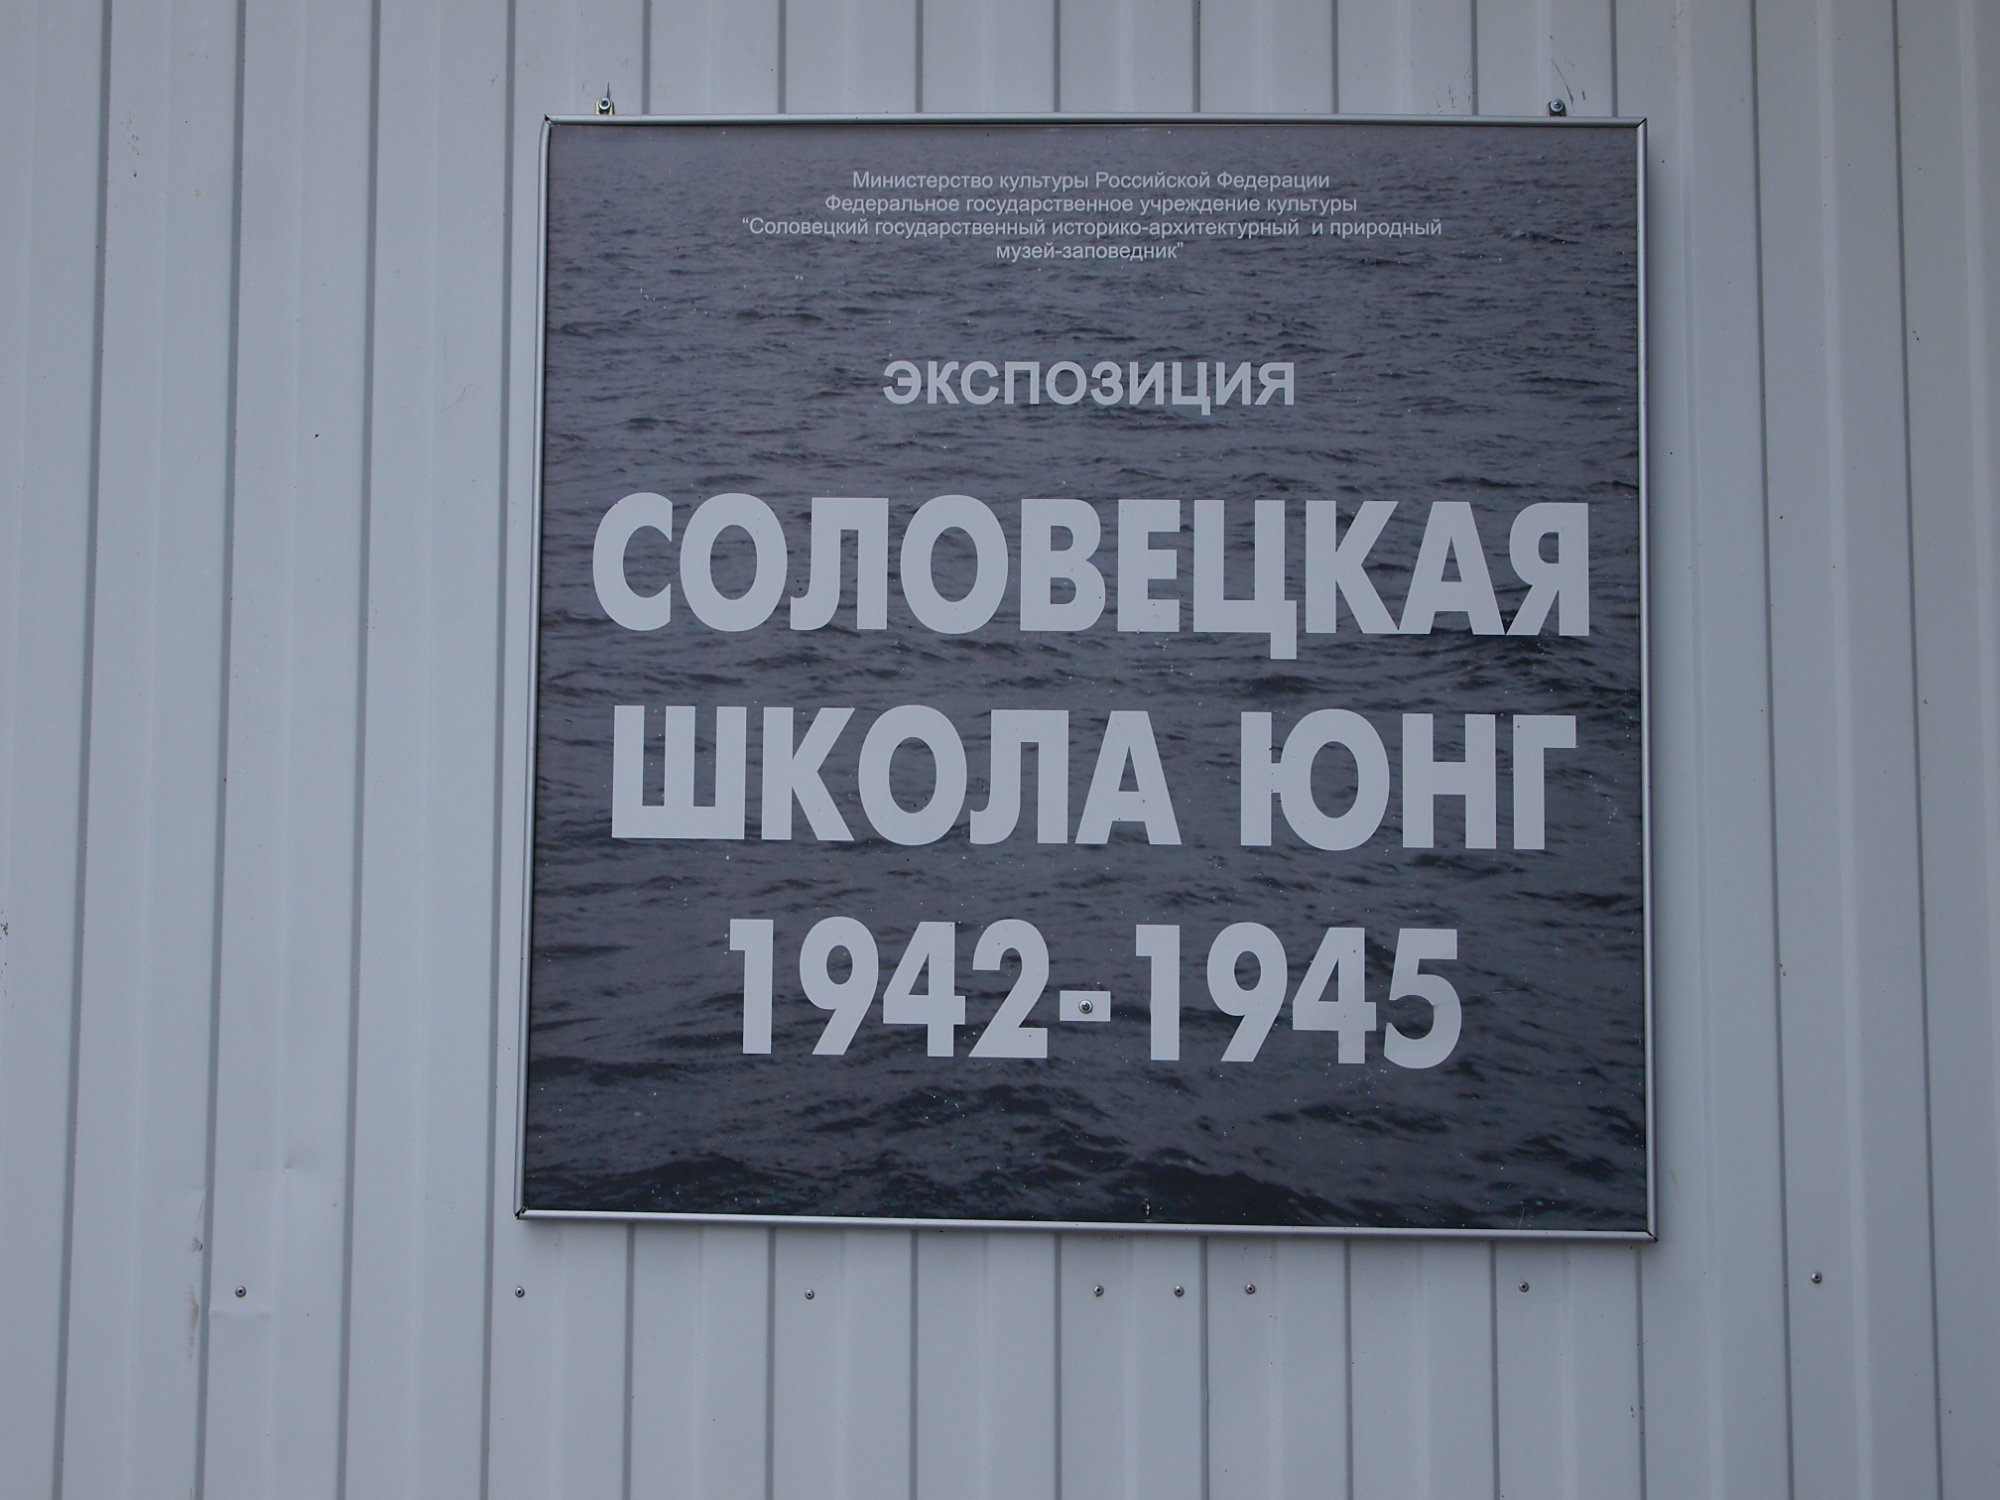 Министерство культуры Российской Федерации
Федеральное государственное учреждение культуры
“Соловецкий государственный историко-архитектурный и природный
музей-заповедник”
ЭКСПОЗИЦИЯ
СОЛОВЕЦКАЯ
ШКОЛА ЮНГ
1942-1945